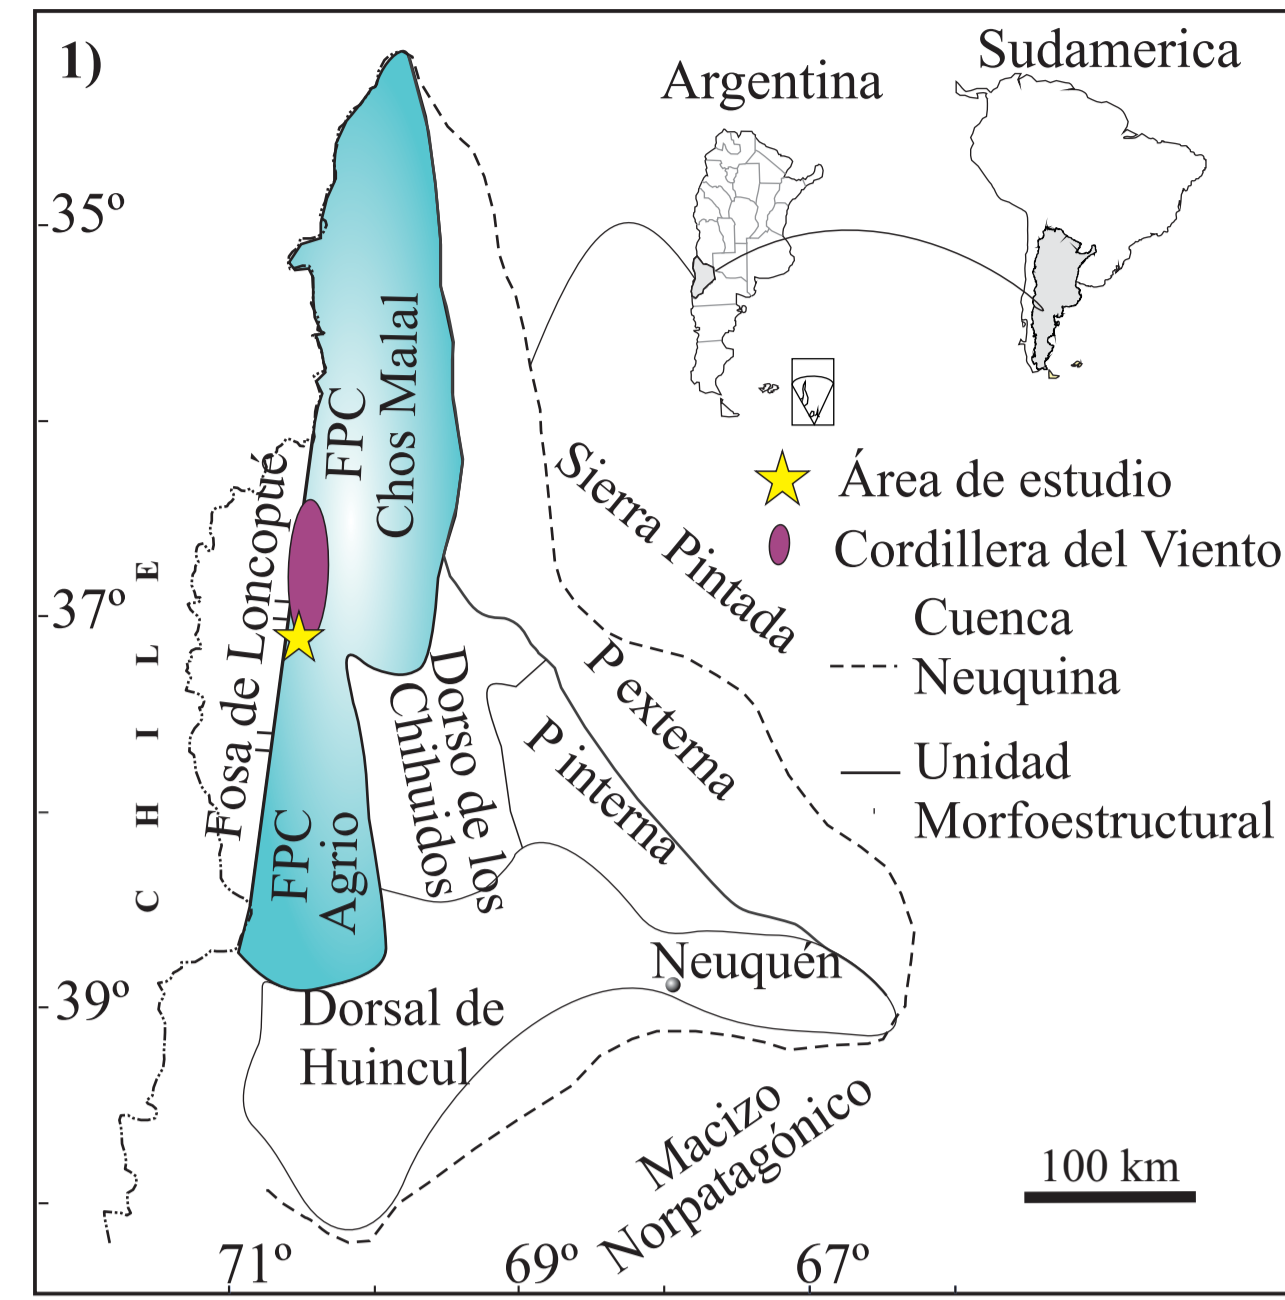 1)
Argentina
Sudamerica
35º
37º
39º
71º
69º
67º
C H I L E
Fosa de Loncopué
FPC
Chos Malal
FPC
Agrio
Dorso de los
Chihuidos
Sierra Pintada
P externa
P interna
Neuquén
Dorsal de
Huincul
Macizo
Norpatagónico
Área de estudio
Cordillera del Viento
Cuenca
Neuquina
Unidad
Morfoestructural
100 km